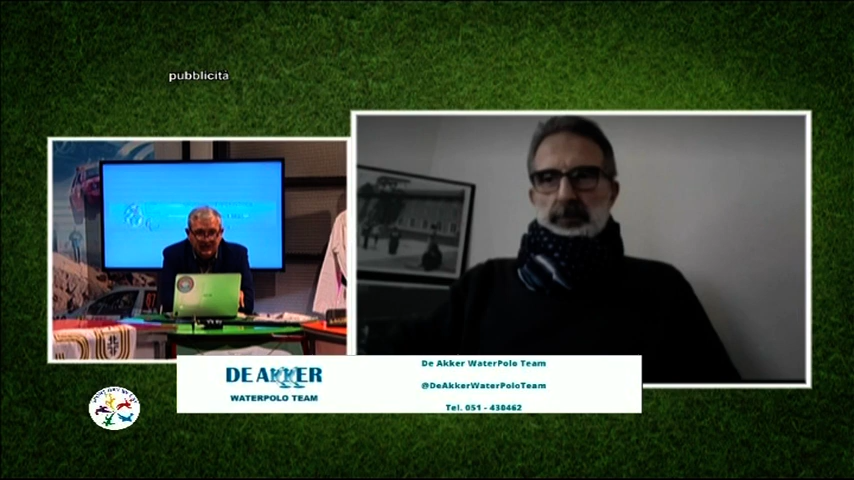 pubblicità
DE AKKER
WATERPOLO TEAM
De Akker WaterPolo Team
@DeAkkerWaterPoloTeam
Tel. 051 - 430462